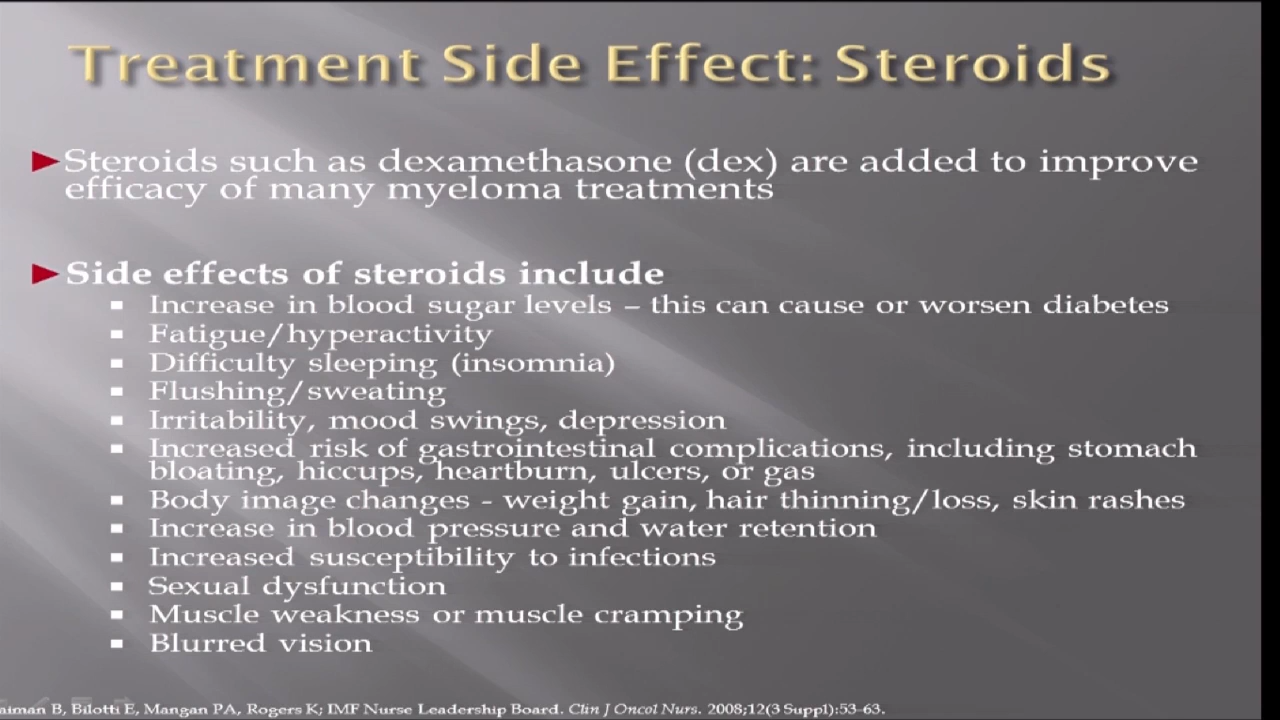 Treatment Side Effect: Steroids
Steroids such as dexamethasone (dex) are added to improve
efficacy of many myeloma treatments
Side effects of steroids include
Increase in blood sugar levels – this can cause or worsen diabetes
Fatigue/hyperactivity
Difficulty sleeping (insomnia)
Flushing/sweating
Irritability, mood swings, depression
Increased risk of gastrointestinal complications, including stomach
bloating, hiccups, heartburn, ulcers, or gas
Body image changes - weight gain, hair thinning/loss, skin rashes
Increase in blood pressure and water retention
Increased susceptibility to infections
Sexual dysfunction
Muscle weakness or muscle cramping
Blurred vision
aiman B, Bilotti E, Mangan PA, Rogers K; IMF Nurse Leadership Board. Clin J Oncol Nurs. 2008;12(3 Suppl):53-63.